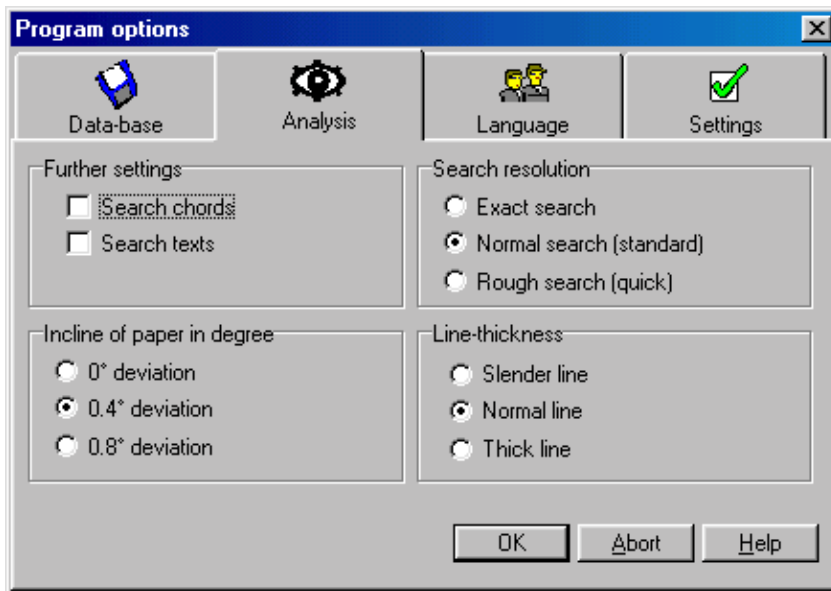 Program options
Data-base
Analysis
Language
Settings
Further settings
Search chords
Search texts
Search resolution
Exact search
Normal search (standard)
Rough search (quick)
Incline of paper in degree
0° deviation
0.4° deviation
0.8° deviation
Line-thickness
Slender line
Normal line
Thick line
OK
Abort
Help